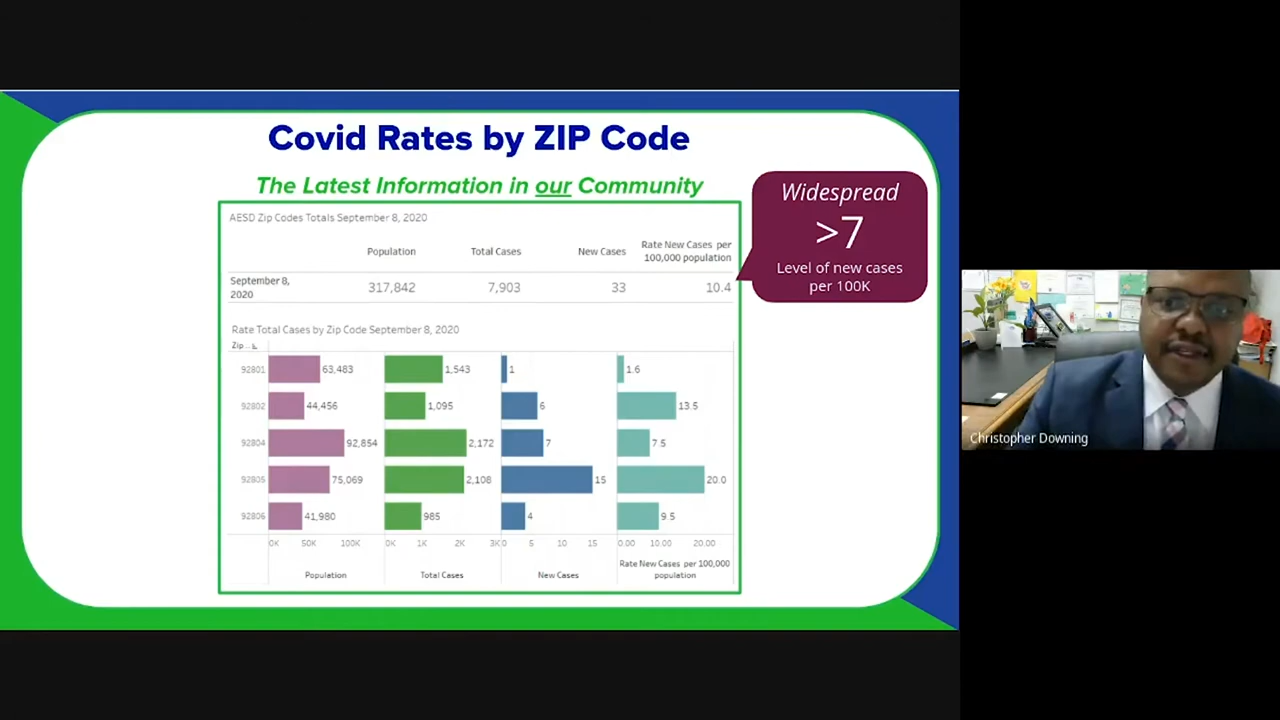 Covid Rates by ZIP Code
The Latest Information in our Community
Widespread
>7
Level of new cases
per 100K
AESD Zip Codes Totals September 8, 2020
Population Total Cases New Cases Rate New Cases per
100,000 population
September 8,
2020
317,842 7,903 33 10.4
Rate Total Cases by Zip Code September 8, 2020
Zip ..
92801 63,483 1,543 1 1.6
92802 44,456 1,095 6 13.5
92804 92,854 2,172 7 7.5
92805 75,069 2,108 15 20.0
92806 41,980 985 4 9.5
0K 50K 100K 0K 1K 2K 3K 0 5 10 15 0.00 10.00 20.00
Population Total Cases New Cases Rate New Cases per 100,000
population
Christopher Downing